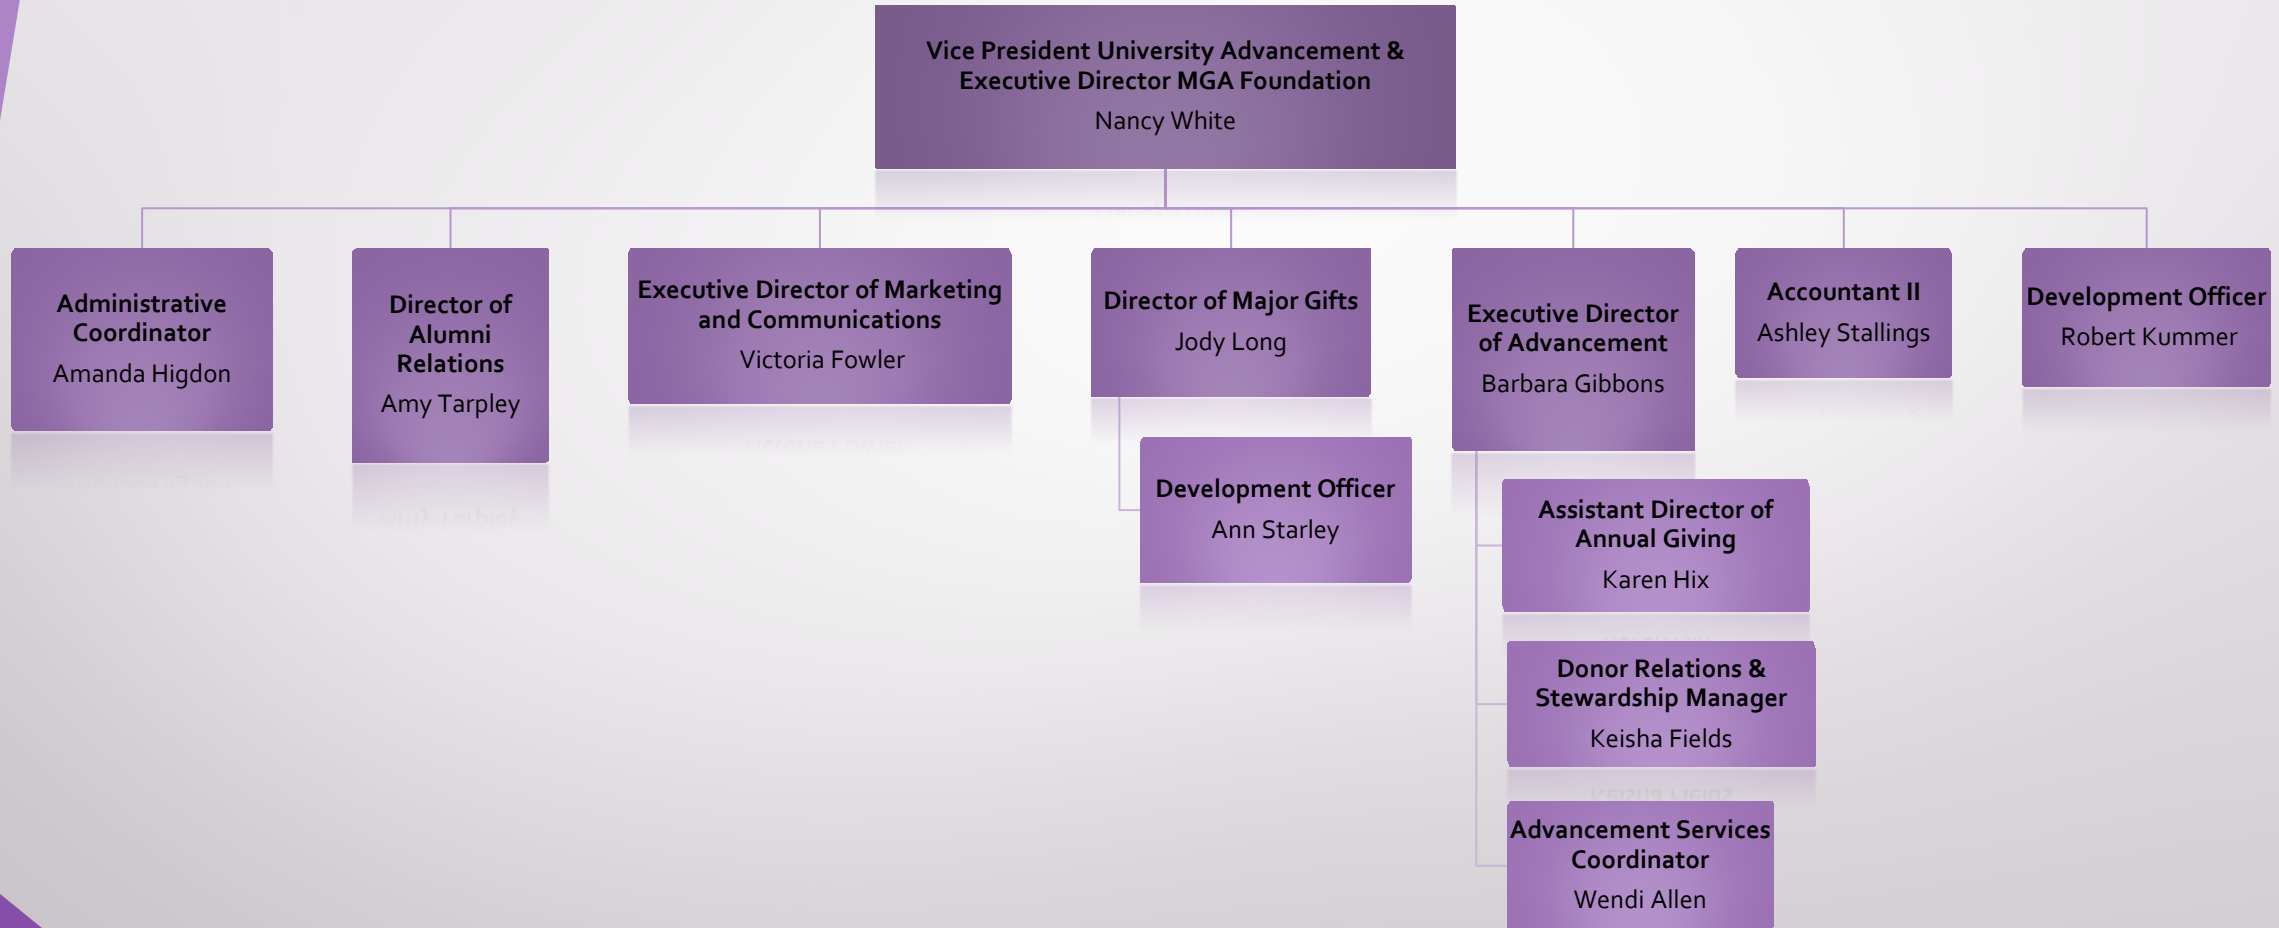 Vice President University Advancement &
Executive Director MGA Foundation
Nancy White
Administrative
Coordinator
Amanda Higdon
Director of
Alumni
Relations
Amy Tarpley
Executive Director of Marketing
and Communications
Victoria Fowler
Director of Major Gifts
Jody Long
Development Officer
Ann Starley
Executive Director
of Advancement
Barbara Gibbons
Assistant Director of
Annual Giving
Karen Hix
Donor Relations &
Stewardship Manager
Keisha Fields
Advancement Services
Coordinator
Wendi Allen
Accountant II
Ashley Stallings
Development Officer
Robert Kummer